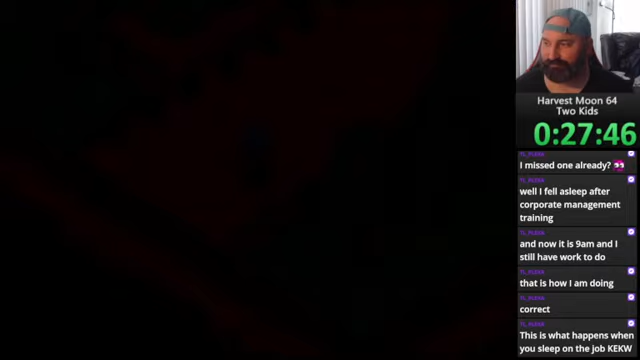 Harvest Moon 64
Two Kids
0:27:46
I missed one already?
well I fell asleep after
corporate management
training
and now it is 9am and I
still have work to do
that is how I am doing
correct
This is what happens when
you sleep on the job KEKW